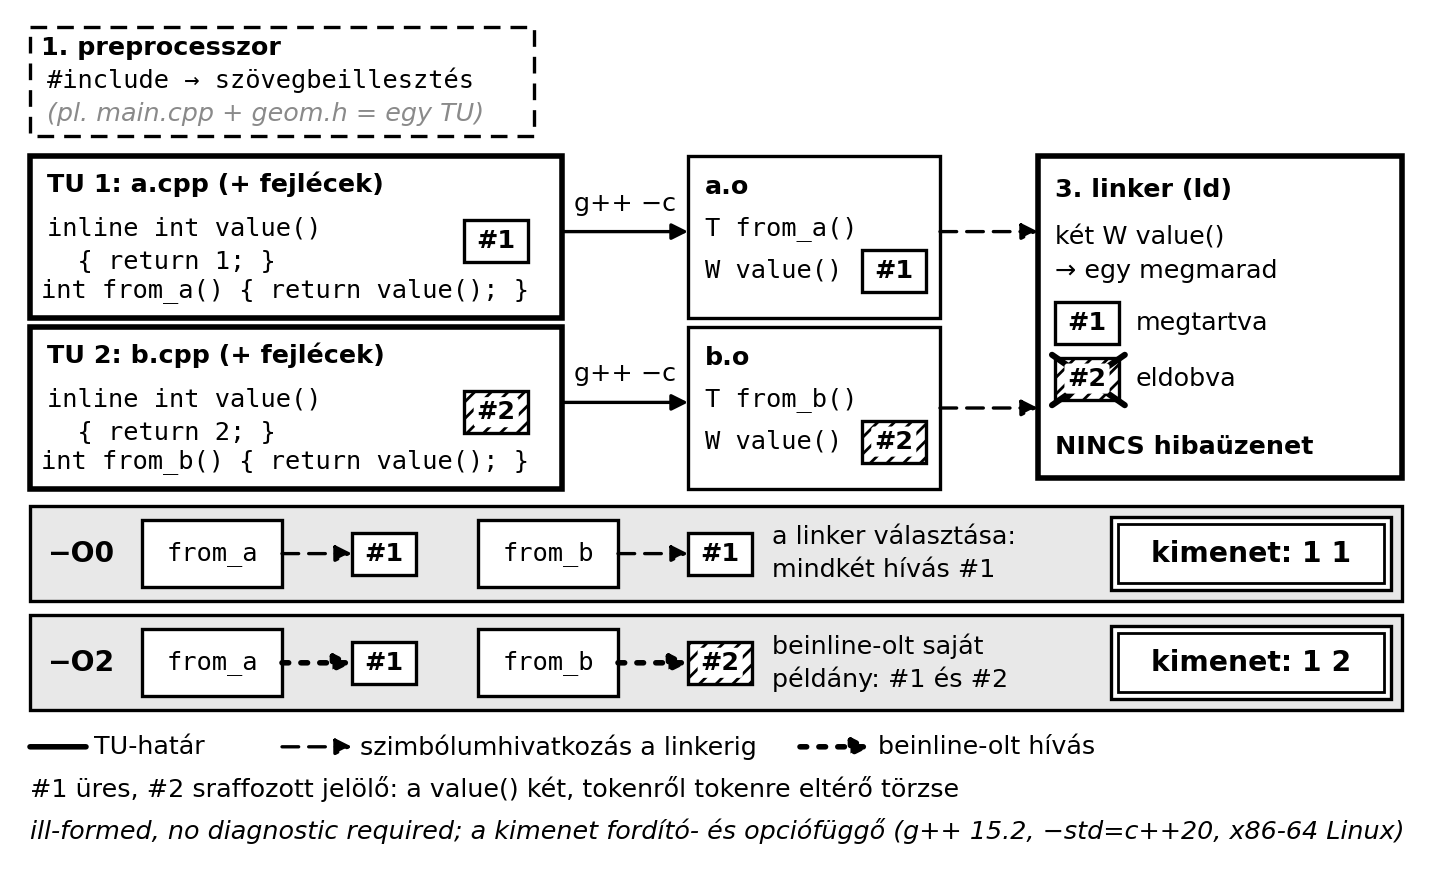 1. preprocesszor
#include → szövegbeillesztés
(pl. main.cpp + geom.h = egy TU)
TU 1: a.cpp (+ fejlécek)
inline int value()
{ return 1; }
#1
int from_a() { return value(); }
g++ −c
a.o
T from_a()
W value()
#1
TU 2: b.cpp (+ fejlécek)
inline int value()
{ return 2; }
#2
int from_b() { return value(); }
g++ −c
b.o
T from_b()
W value()
#2
3. linker (ld)
két W value()
→ egy megmarad
#1 megtartva
#2 eldobva
NINCS hibaüzenet
−O0
from_a
#1
from_b
#1
a linker választása:
mindkét hívás #1
kimenet: 1 1
−O2
from_a
#1
from_b
#2
beinline-olt saját
példány: #1 és #2
kimenet: 1 2
TU-határ
szimbólumhivatkozás a linkerig
beinline-olt hívás
#1 üres, #2 sraffozott jelölő: a value() két, tokenről tokenre eltérő törzse
ill-formed, no diagnostic required; a kimenet fordító- és opciófüggő (g++ 15.2, −std=c++20, x86-64 Linux)